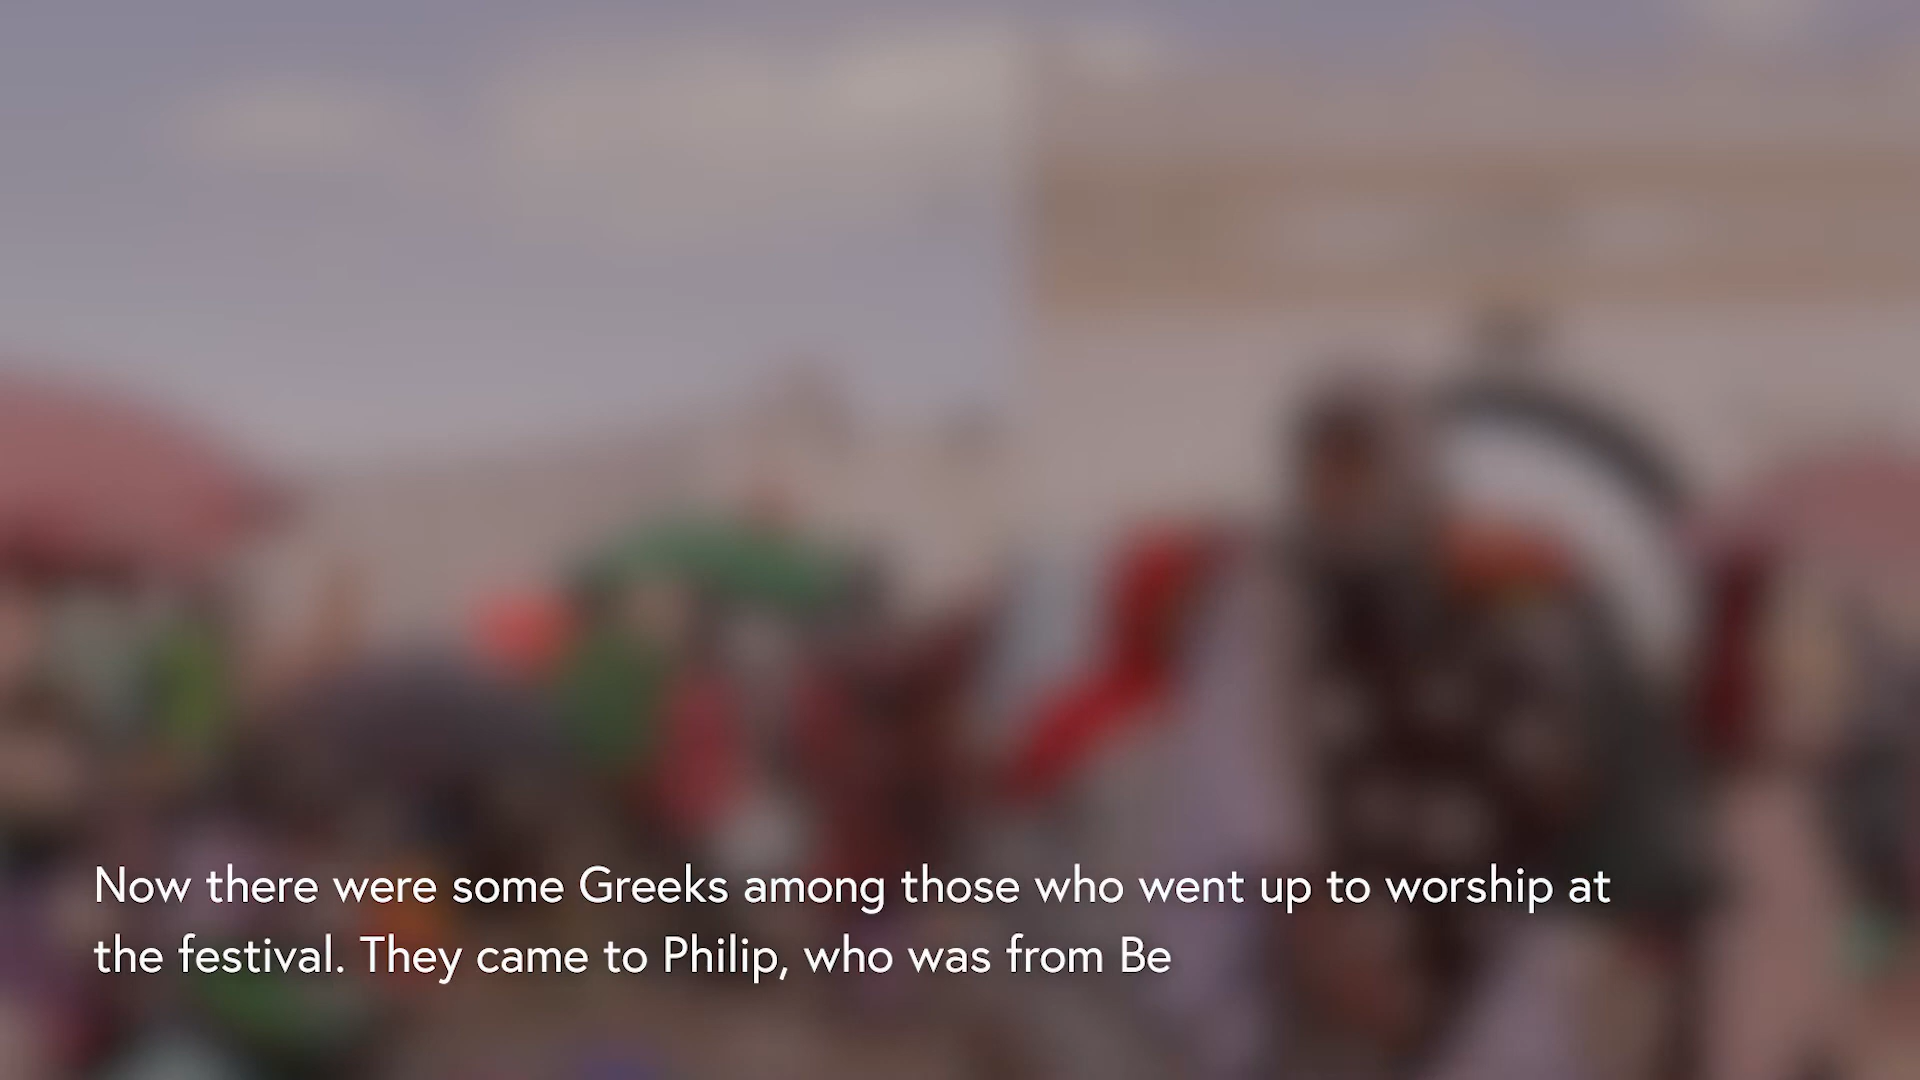 Now there were some Greeks among those who went up to worship at
the festival. They came to Philip, who was from Be